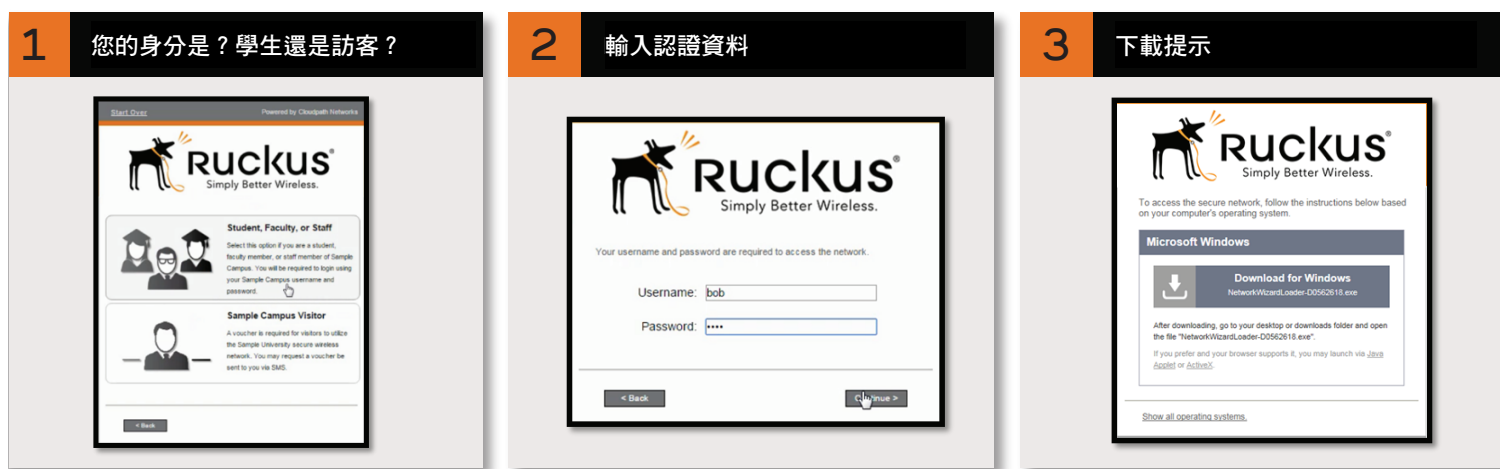 1
您的身分是？學生還是訪客？
Start Over
Powered by Cloudpath Networks
RUCKUS®
Simply Better Wireless.
Student, Faculty, or Staff
Select this option if you are a student,
faculty member, or staff member of Sample
Campus. You will be required to login using
your Sample Campus username and
password.
Sample Campus Visitor
A voucher is required for visitors to utilize
the Sample University secure wireless
network. You may request a voucher be
sent to you via SMS.
< Back
2
輸入認證資料
RUCKUS®
Simply Better Wireless.
Your username and password are required to access the network.
Username: bob
Password: ••••
< Back
Continue >
3
下載提示
RUCKUS®
Simply Better Wireless.
To access the secure network, follow the instructions below based
on your computer's operating system.
Microsoft Windows
Download for Windows
NetworkWizardLoader-D0562618.exe
After downloading, go to your desktop or downloads folder and open
the file "NetworkWizardLoader-D0562618.exe".
If you prefer and your browser supports it, you may launch via Java
Applet or ActiveX.
Show all operating systems.